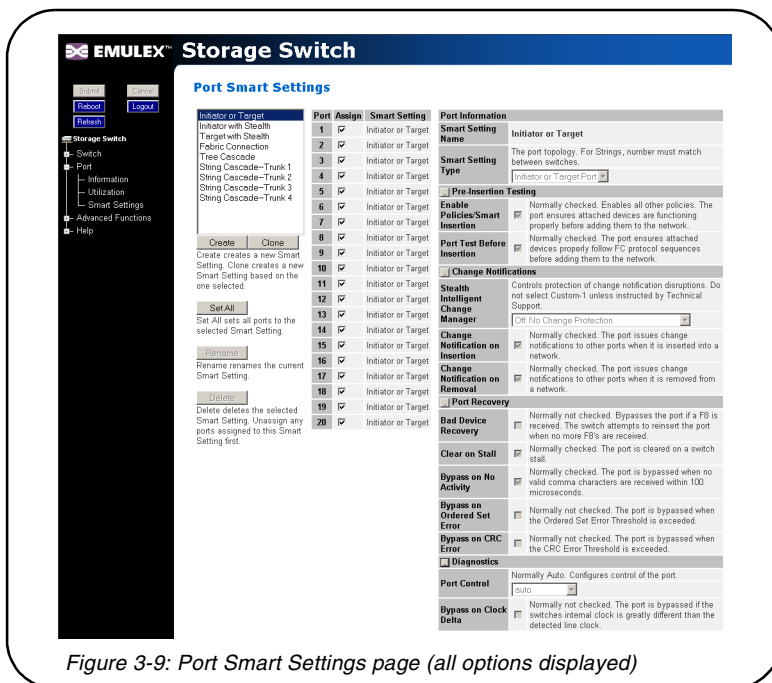 EMULEX™ Storage Switch
Submit Cancel
Reboot Logout
Refresh
Storage Switch
Switch
Port
Information
Utilization
Smart Settings
Advanced Functions
Help
Port Smart Settings
Initiator or Target
Initiator with Stealth
Target with Stealth
Fabric Connection
Tree Cascade
String Cascade–Trunk 1
String Cascade–Trunk 2
String Cascade–Trunk 3
String Cascade–Trunk 4
Create Clone
Create creates a new Smart
Setting. Clone creates a new
Smart Setting based on the
one selected.
Set All
Set All sets all ports to the
selected Smart Setting.
Rename
Rename renames the current
Smart Setting.
Delete
Delete deletes the selected
Smart Setting. Unassign any
ports assigned to this Smart
Setting first.
Port Assign Smart Setting
1 Initiator or Target
2 Initiator or Target
3 Initiator or Target
4 Initiator or Target
5 Initiator or Target
6 Initiator or Target
7 Initiator or Target
8 Initiator or Target
9 Initiator or Target
10 Initiator or Target
11 Initiator or Target
12 Initiator or Target
13 Initiator or Target
14 Initiator or Target
15 Initiator or Target
16 Initiator or Target
17 Initiator or Target
18 Initiator or Target
19 Initiator or Target
20 Initiator or Target
Port Information
Smart Setting
Name
Initiator or Target
Smart Setting
Type
The port topology. For Strings, number must match
between switches.
Initiator or Target Port
Pre-Insertion Testing
Enable
Policies/Smart
Insertion
Normally checked. Enables all other policies. The
port ensures attached devices are functioning
properly before adding them to the network.
Port Test Before
Insertion
Normally checked. The port ensures attached
devices properly follow FC protocol sequences
before adding them to the network.
Change Notifications
Stealth
Intelligent
Change
Manager
Controls protection of change notification disruptions. Do
not select Custom-1 unless instructed by Technical
Support.
Off: No Change Protection
Change
Notification on
Insertion
Normally checked. The port issues change
notifications to other ports when it is inserted into a
network.
Change
Notification on
Removal
Normally checked. The port issues change
notifications to other ports when it is removed from
a network.
Port Recovery
Bad Device
Recovery
Normally not checked. Bypasses the port if a F8 is
received. The switch attempts to reinsert the port
when no more F8's are received.
Clear on Stall
Normally checked. The port is cleared on a switch
stall.
Bypass on No
Activity
Normally checked. The port is bypassed when no
valid comma characters are received within 100
microseconds.
Bypass on
Ordered Set
Error
Normally not checked. The port is bypassed when
the Ordered Set Error Threshold is exceeded.
Bypass on CRC
Error
Normally not checked. The port is bypassed when
the CRC Error Threshold is exceeded.
Diagnostics
Port Control
Normally Auto. Configures control of the port.
auto
Bypass on Clock
Delta
Normally not checked. The port is bypassed if the
switches internal clock is greatly different than the
detected line clock.
Figure 3-9: Port Smart Settings page (all options displayed)